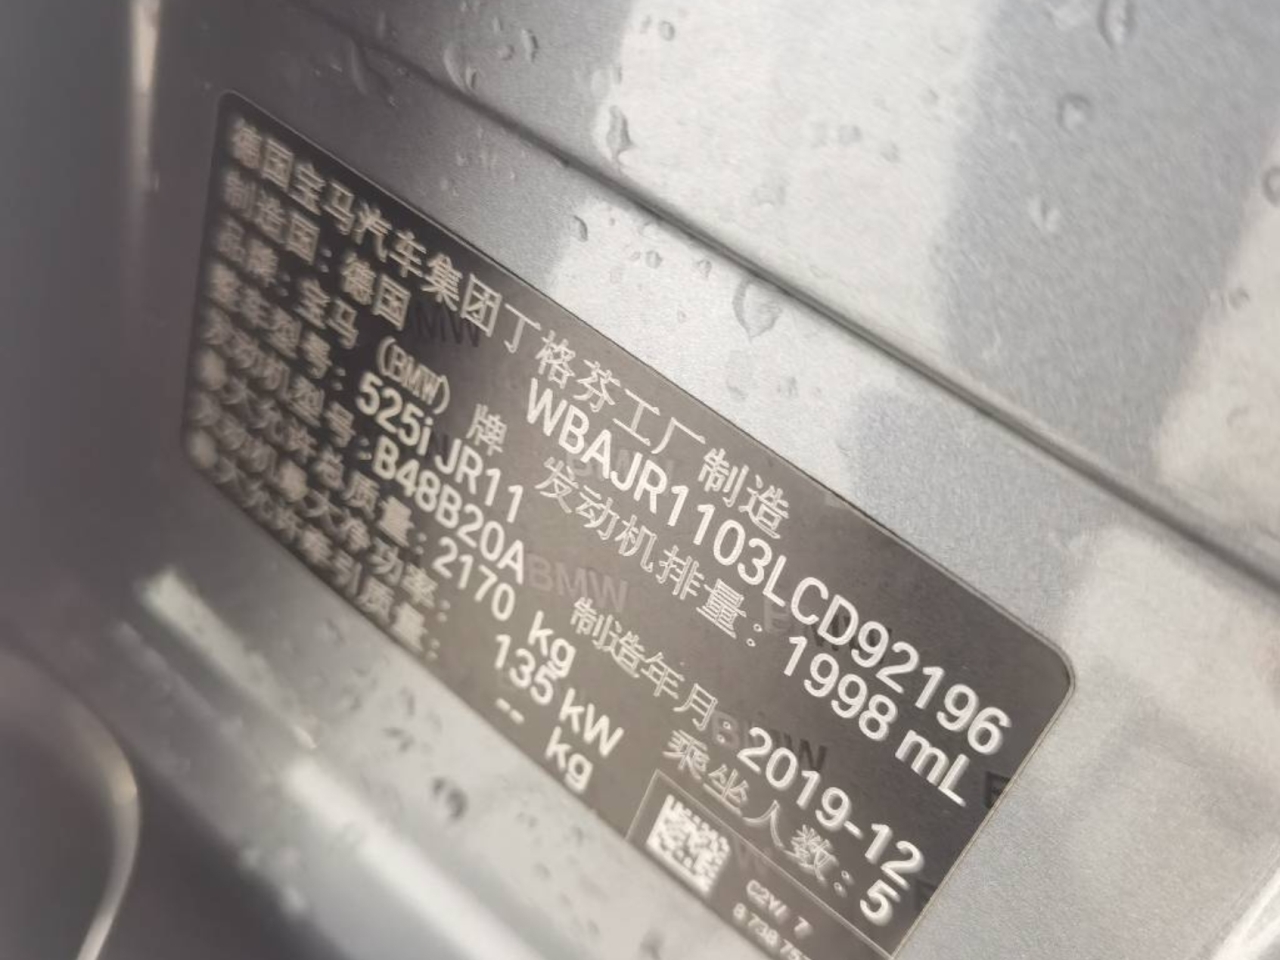 德国宝马汽车集团丁格芬工厂制造
制造国：德国 WBAJR1103LCD92196
品牌：宝马 (BMW) 牌 发动机排量：1998 mL
整车型号：525i JR11
发动机型号：B48B20A 制造年月：2019-12
最大允许总质量：2170 kg 乘坐人数：5
发动机最大净功率：135 kW
最大允许牵引质量：-- kg